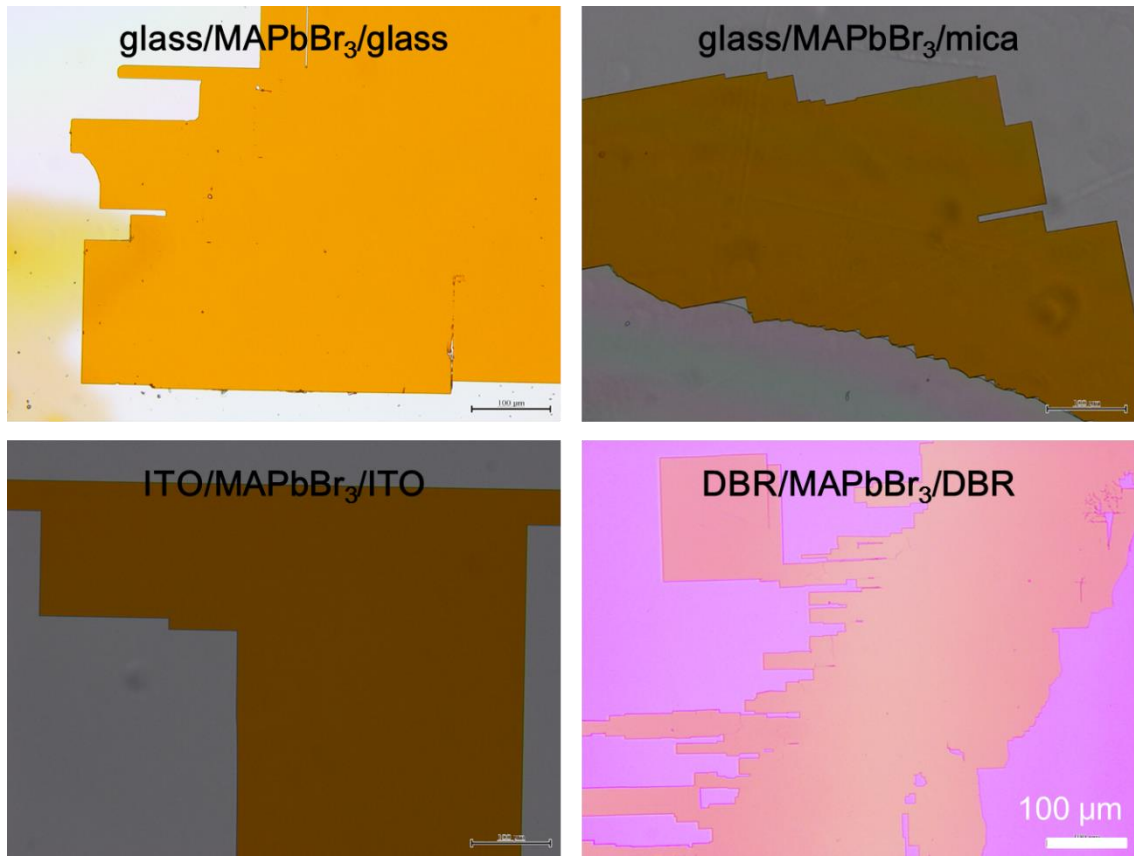 glass/MAPbBr₃/glass
100 µm
glass/MAPbBr₃/mica
100 µm
ITO/MAPbBr₃/ITO
100 µm
DBR/MAPbBr₃/DBR
100 µm